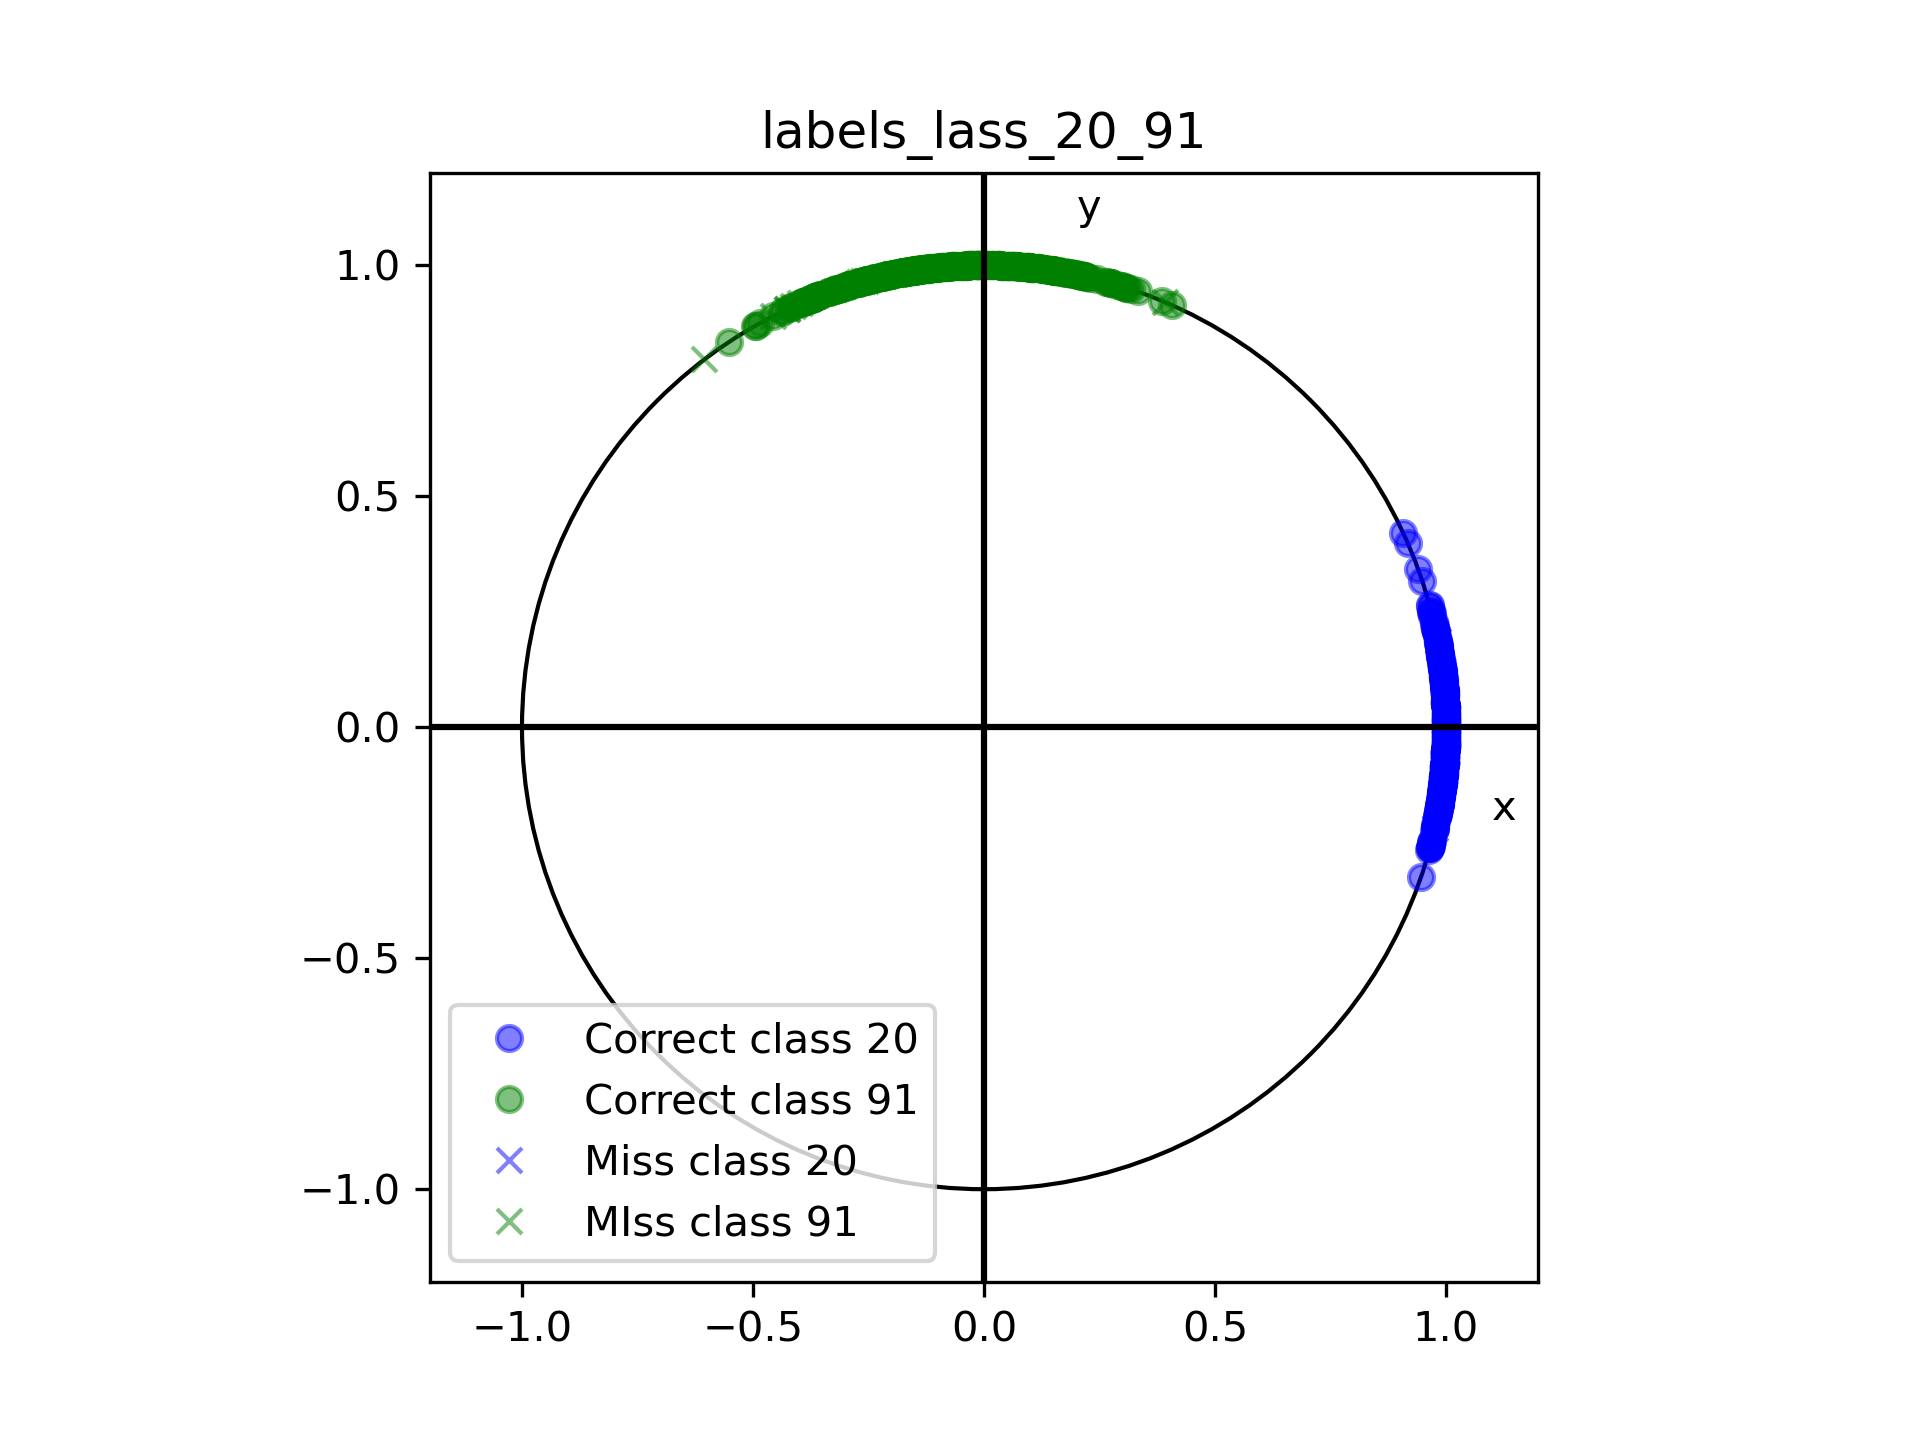 labels_lass_20_91
y
1.0
0.5
0.0
−0.5
−1.0
x
Correct class 20
Correct class 91
Miss class 20
MIss class 91
−1.0 −0.5 0.0 0.5 1.0